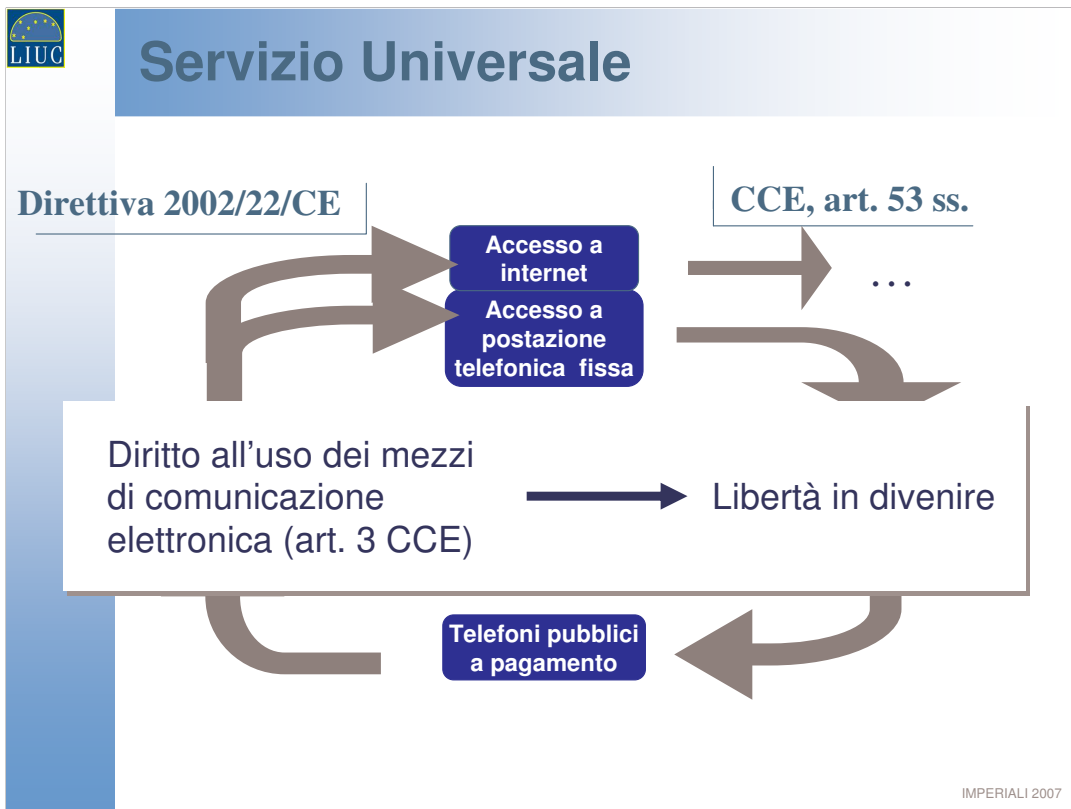 LIUC
Servizio Universale
Direttiva 2002/22/CE
CCE, art. 53 ss.
Accesso a
internet
...
Accesso a
postazione
telefonica fissa
Diritto all'uso dei mezzi
di comunicazione
elettronica (art. 3 CCE)
Libertà in divenire
Telefoni pubblici
a pagamento
IMPERIALI 2007